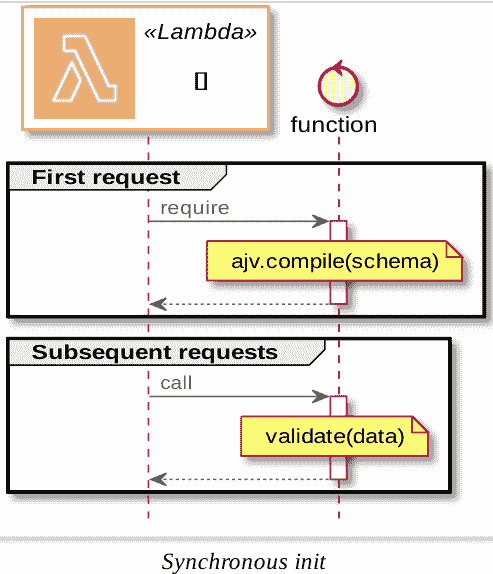 «Lambda»
[]
function
First request
require
ajv.compile(schema)
Subsequent requests
call
validate(data)
Synchronous init